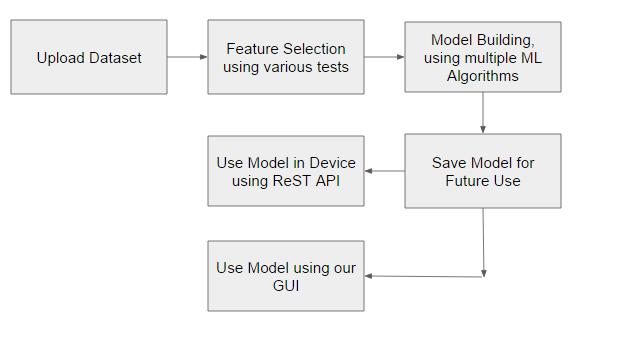 Upload Dataset
Feature Selection
using various tests
Model Building,
using multiple ML
Algorithms
Use Model in Device
using ReST API
Save Model for
Future Use
Use Model using our
GUI